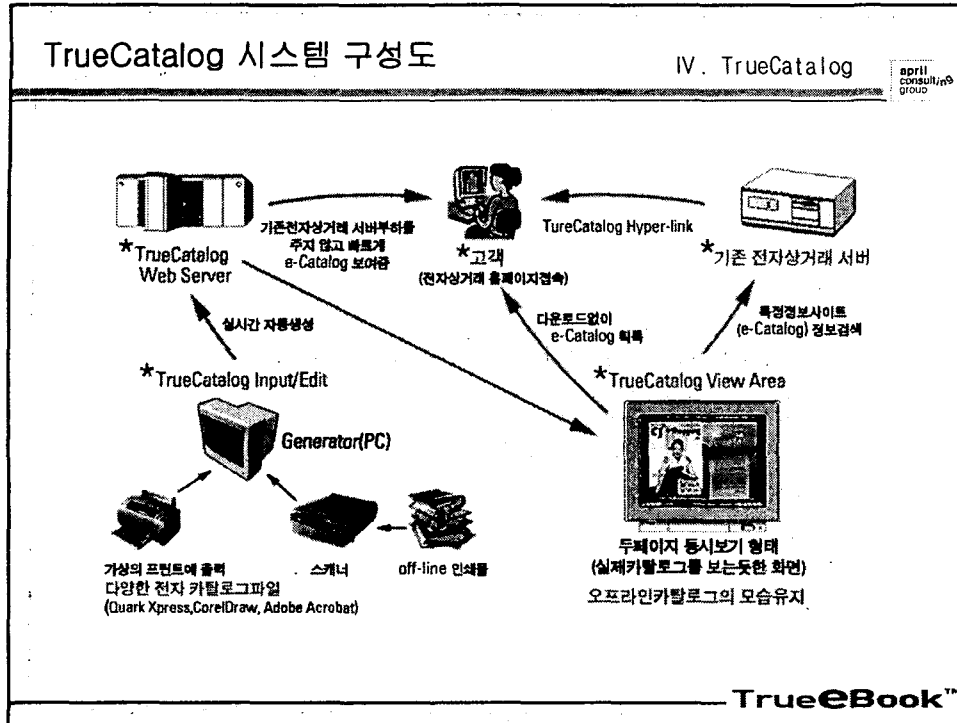 TrueCatalog 시스템 구성도
IV. TrueCatalog
april
consulting
group
기존전자상거래 서버부하를
주지 않고 빠르게
e-Catalog 보여줌
*TrueCatalog
Web Server
*고객
(전자상거래 홈페이지접속)
TureCatalog Hyper-link
*기존 전자상거래 서버
실시간 자동생성
다운로드없이
e-Catalog 획득
특정정보사이트
(e-Catalog) 정보검색
*TrueCatalog Input/Edit
Generator(PC)
*TrueCatalog View Area
가상의 프린트에 출력
다양한 전자 카탈로그파일
(Quark Xpress,CorelDraw, Adobe Acrobat)
스캐너
off-line 인쇄물
두페이지 동시보기 형태
(실재카탈로그를 보는듯한 화면)
오프라인카탈로그의 모습유지
TrueeBook™